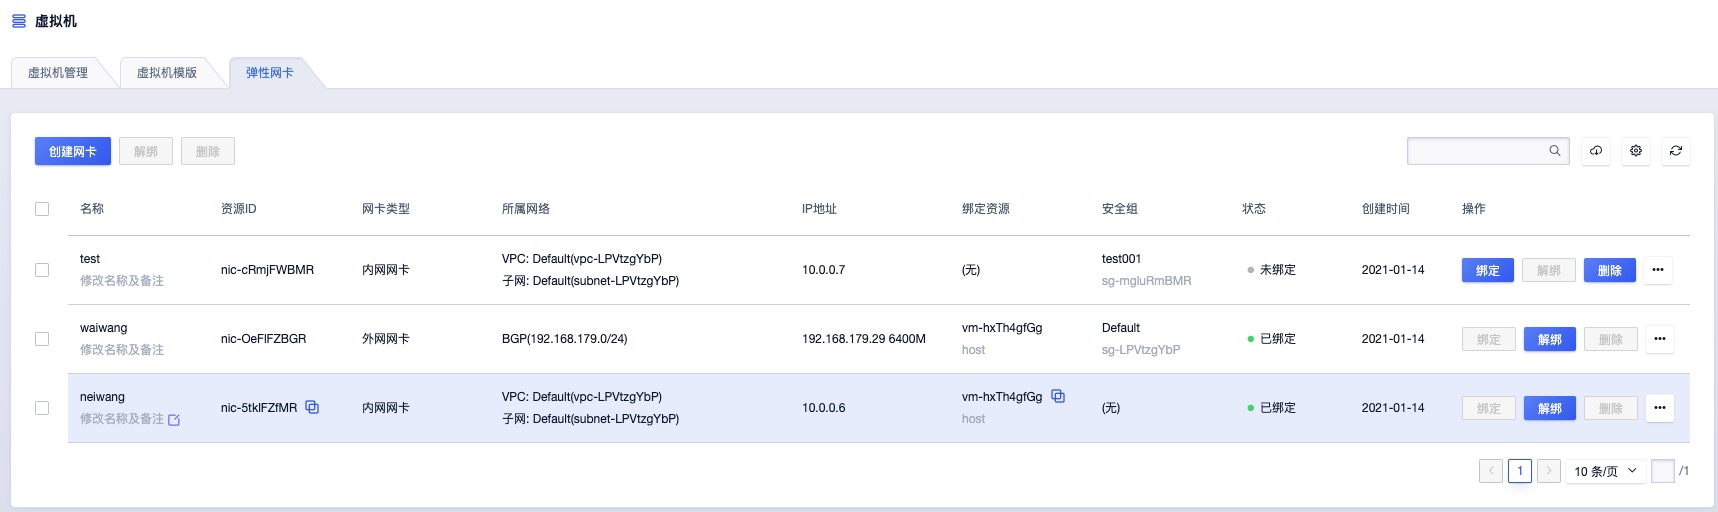 虚拟机
虚拟机管理 虚拟机模版 弹性网卡
创建网卡 解绑 删除
名称 资源ID 网卡类型 所属网络 IP地址 绑定资源 安全组 状态 创建时间 操作
test
修改名称及备注
nic-cRmjFWBMR
内网网卡
VPC: Default(vpc-LPVtzgYbP)
子网: Default(subnet-LPVtzgYbP)
10.0.0.7
(无)
test001
sg-mgluRmBMR
未绑定
2021-01-14
绑定 解绑 删除 •••
waiwang
修改名称及备注
nic-OeFlFZBGR
外网网卡
BGP(192.168.179.0/24)
192.168.179.29 6400M
vm-hxTh4gfGg
host
Default
sg-LPVtzgYbP
已绑定
2021-01-14
绑定 解绑 删除 •••
neiwang
修改名称及备注
nic-5tklFZfMR
内网网卡
VPC: Default(vpc-LPVtzgYbP)
子网: Default(subnet-LPVtzgYbP)
10.0.0.6
vm-hxTh4gfGg
host
(无)
已绑定
2021-01-14
绑定 解绑 删除 •••
1 10 条/页 /1